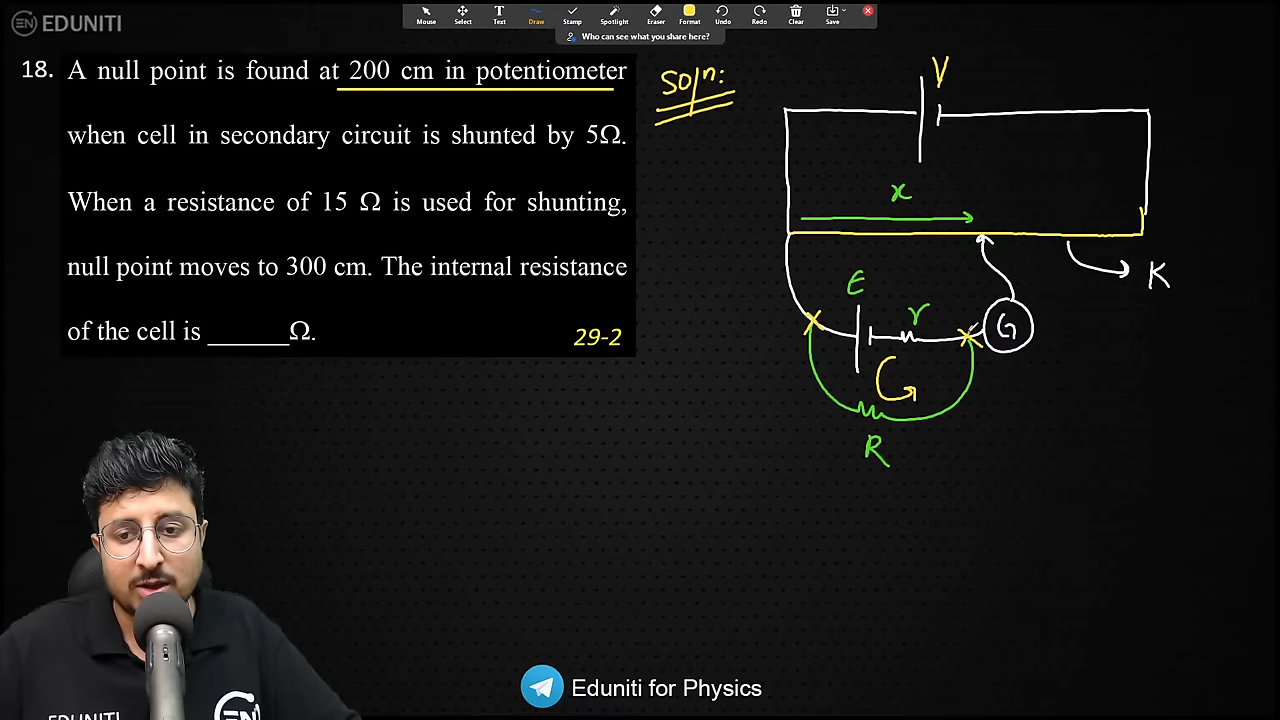 EDUNITI
Mouse Select Text Draw Stamp Spotlight Eraser Format Undo Redo Clear Save
Who can see what you share here?
18. A null point is found at 200 cm in potentiometer
when cell in secondary circuit is shunted by 5Ω.
When a resistance of 15 Ω is used for shunting,
null point moves to 300 cm. The internal resistance
of the cell is _______Ω.
29-2
Soln:
V
x
K
E
r
G
R
EDUNITI
EN
Eduniti for Physics